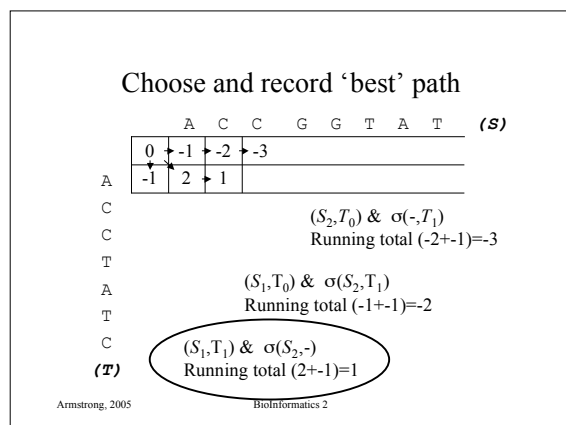 Choose and record ‘best’ path
A C C G G T A T (S)
0 -1 -2 -3
-1 2 1
A
C
C
T
A
T
C
(T)
(S2,T0) & σ(-,T1)
Running total (-2+-1)=-3
(S1,T0) & σ(S2,T1)
Running total (-1+-1)=-2
(S1,T1) & σ(S2,-)
Running total (2+-1)=1
Armstrong, 2005
BioInformatics 2